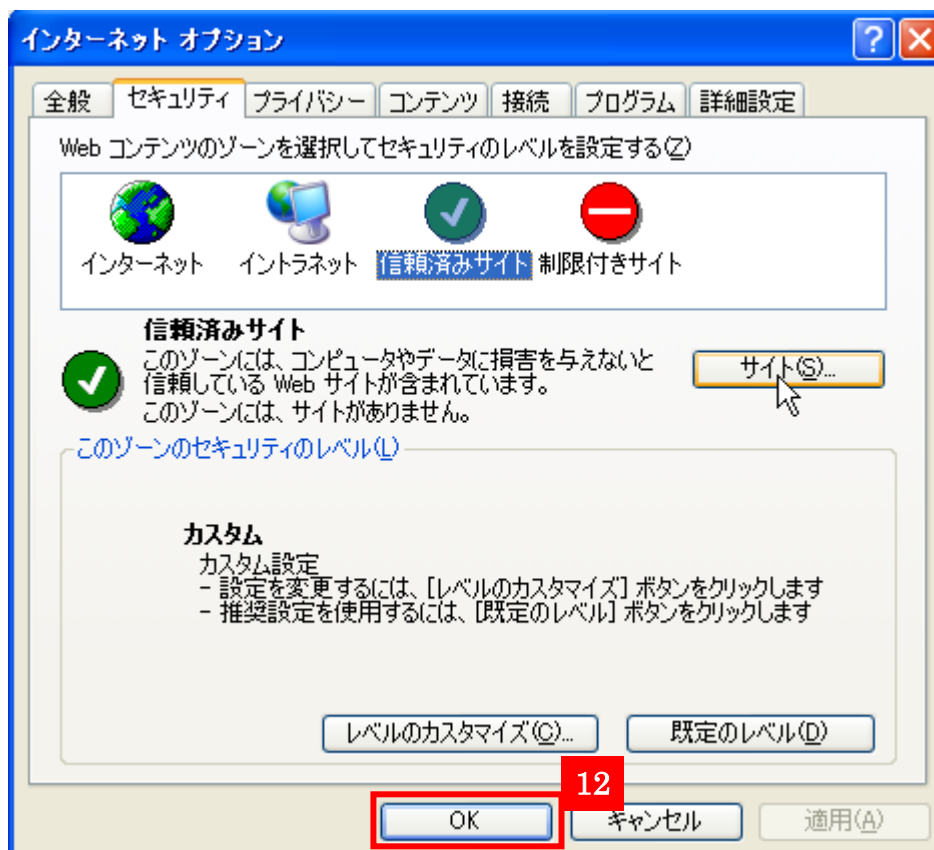 インターネット オプション
?
全般 セキュリティ プライバシー コンテンツ 接続 プログラム 詳細設定
Web コンテンツのゾーンを選択してセキュリティのレベルを設定する(Z)
インターネット イントラネット 信頼済みサイト 制限付きサイト
信頼済みサイト
このゾーンには、コンピュータやデータに損害を与えないと
信頼している Web サイトが含まれています。
このゾーンには、サイトがありません。
サイト(S)...
このゾーンのセキュリティのレベル(L)
カスタム
カスタム設定
- 設定を変更するには、[レベルのカスタマイズ] ボタンをクリックします
- 推奨設定を使用するには、[既定のレベル] ボタンをクリックします
レベルのカスタマイズ(C)... 既定のレベル(D)
12
OK キャンセル 適用(A)